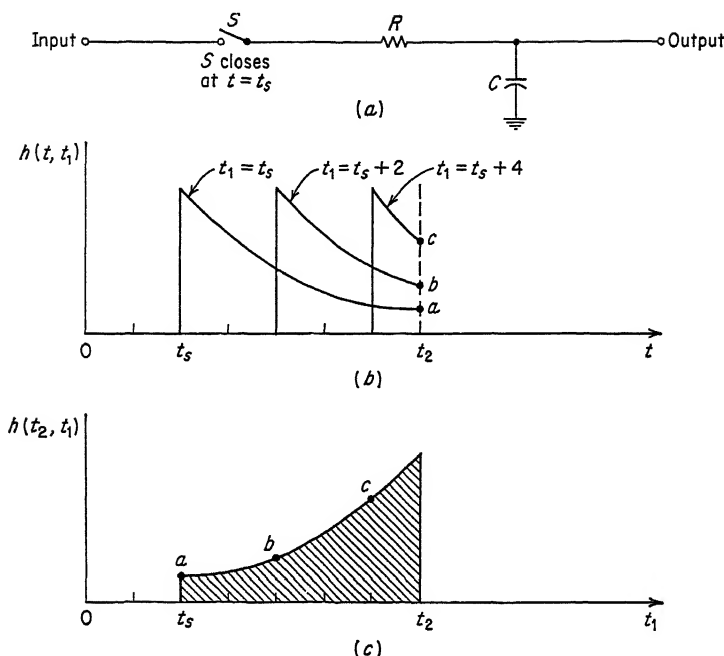 S
Input
R
Output
S closes
at t = t_s
C
(a)
h(t, t_1)
t_1 = t_s
t_1 = t_s + 2
t_1 = t_s + 4
c
b
a
0
t_s
t_2
t
(b)
h(t_2, t_1)
a
b
c
0
t_s
t_2
t_1
(c)